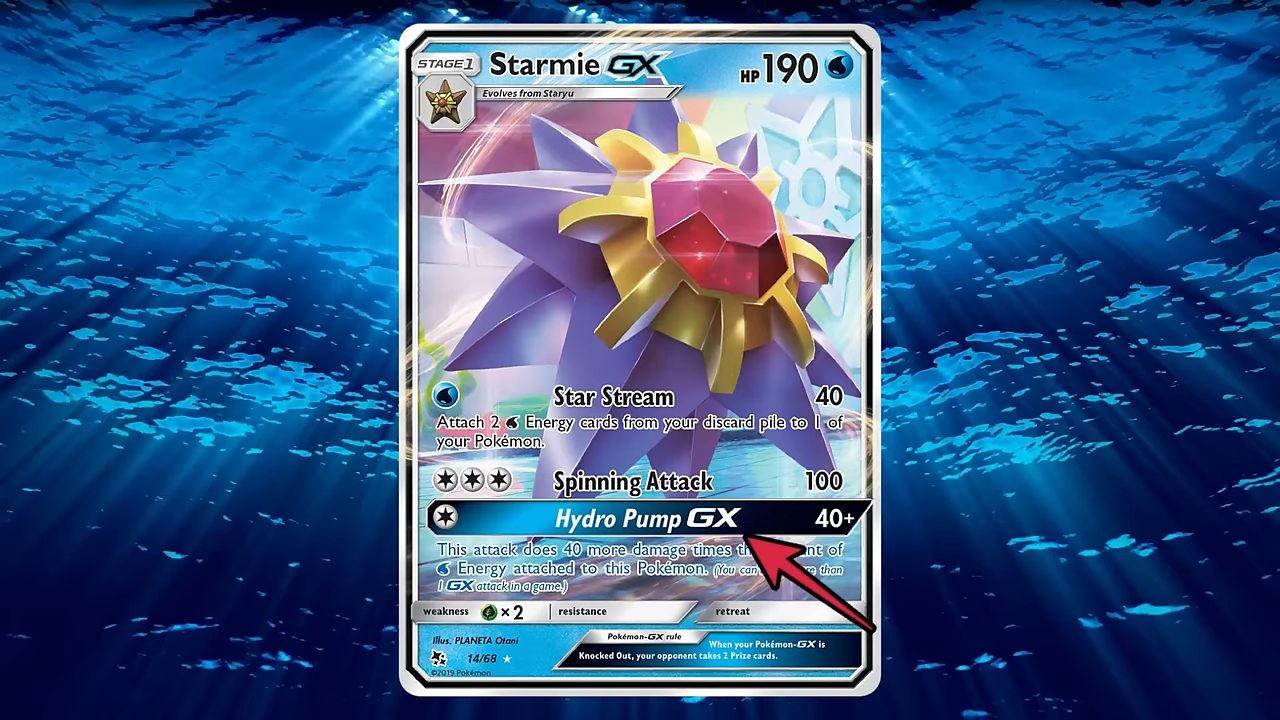 STAGE 1 Starmie GX HP 190
Evolves from Staryu
Star Stream 40
Attach 2 Energy cards from your discard pile to 1 of
your Pokémon.
Spinning Attack 100
Hydro Pump GX 40+
This attack does 40 more damage times of
Energy attached to this Pokémon. (You can than
1 GX attack in a game.)
weakness ×2 resistance retreat
Illus. PLANETA Otani
14/68
©2019 Pokémon
Pokémon-GX rule
When your Pokémon-GX is
Knocked Out, your opponent takes 2 Prize cards.